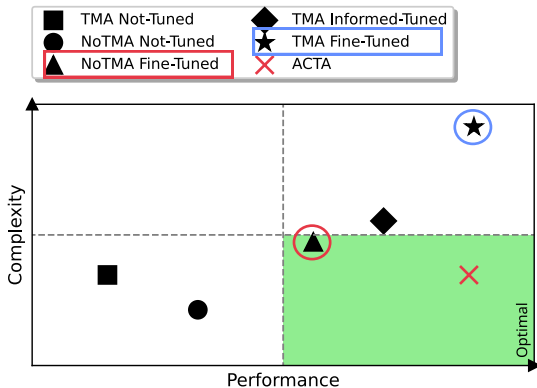 TMA Not-Tuned
NoTMA Not-Tuned
NoTMA Fine-Tuned
TMA Informed-Tuned
TMA Fine-Tuned
ACTA
Complexity
Optimal
Performance